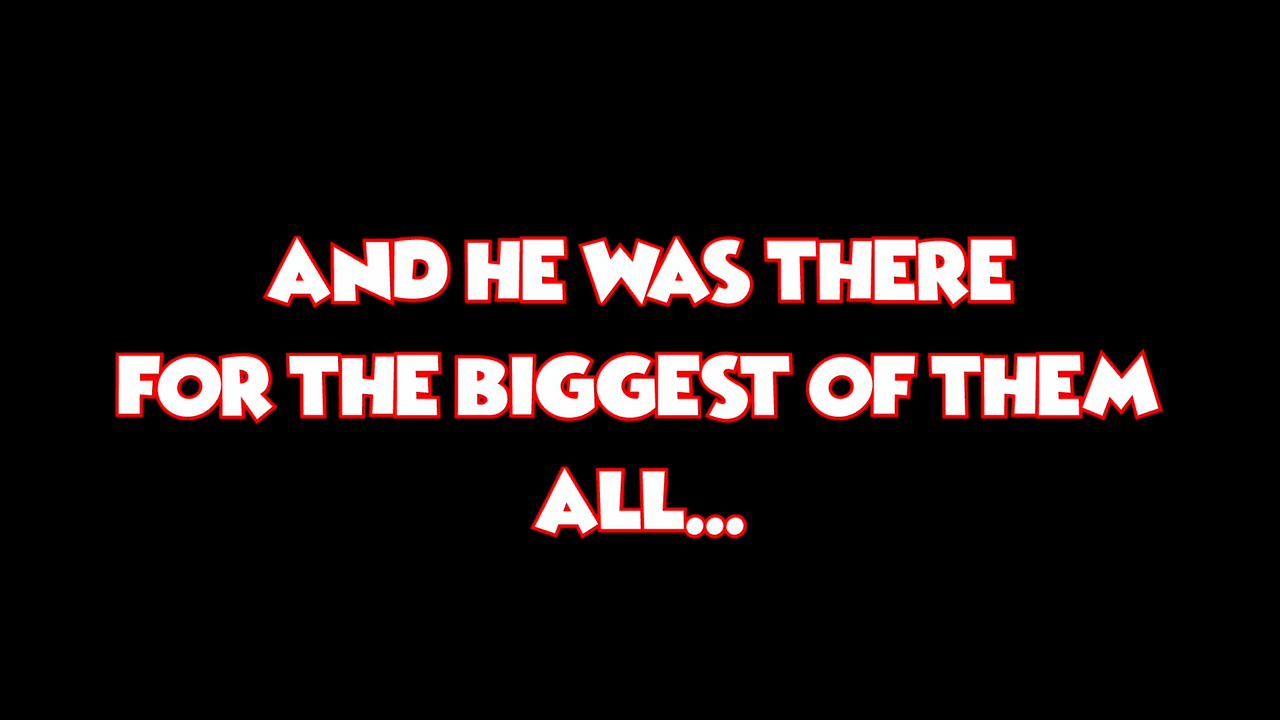 AND HE WAS THERE
FOR THE BIGGEST OF THEM
ALL...